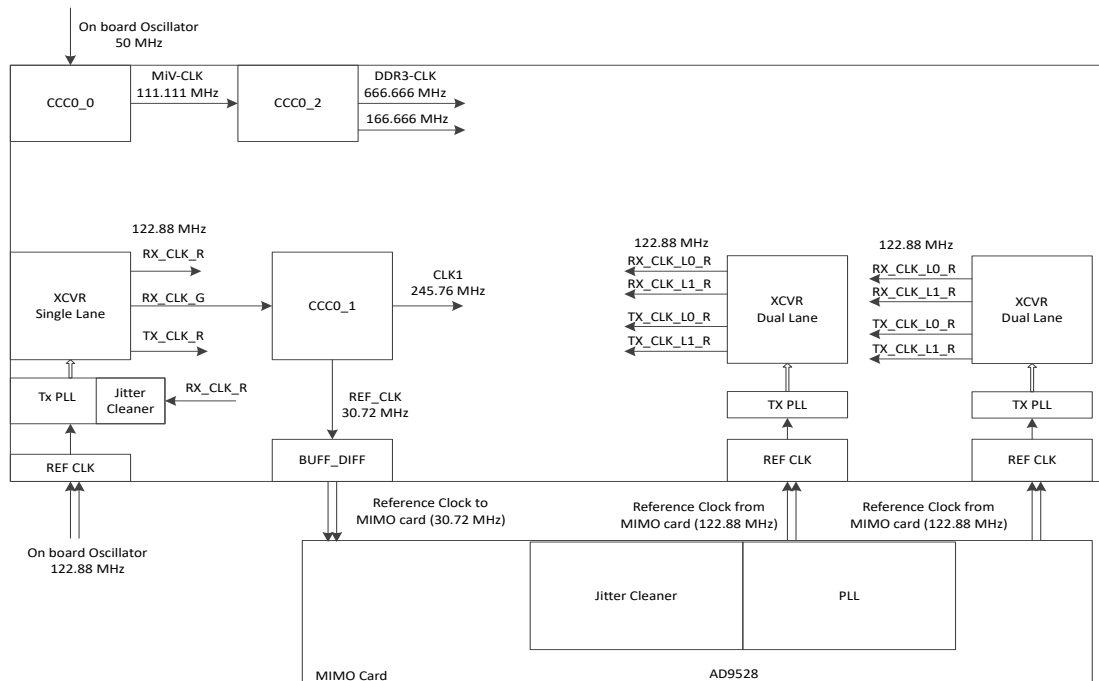 On board Oscillator
50 MHz
CCC0_0
MiV-CLK
111.111 MHz
CCC0_2
DDR3-CLK
666.666 MHz
166.666 MHz
122.88 MHz
RX_CLK_R
XCVR
Single Lane
RX_CLK_G
TX_CLK_R
CCC0_1
CLK1
245.76 MHz
Tx PLL
Jitter
Cleaner
RX_CLK_R
REF_CLK
30.72 MHz
REF CLK
BUFF_DIFF
122.88 MHz
RX_CLK_L0_R
RX_CLK_L1_R
TX_CLK_L0_R
TX_CLK_L1_R
XCVR
Dual Lane
TX PLL
REF CLK
122.88 MHz
RX_CLK_L0_R
RX_CLK_L1_R
TX_CLK_L0_R
TX_CLK_L1_R
XCVR
Dual Lane
TX PLL
REF CLK
On board Oscillator
122.88 MHz
Reference Clock to
MIMO card (30.72 MHz)
Reference Clock from
MIMO card (122.88 MHz)
Reference Clock from
MIMO card (122.88 MHz)
Jitter Cleaner
PLL
MIMO Card
AD9528